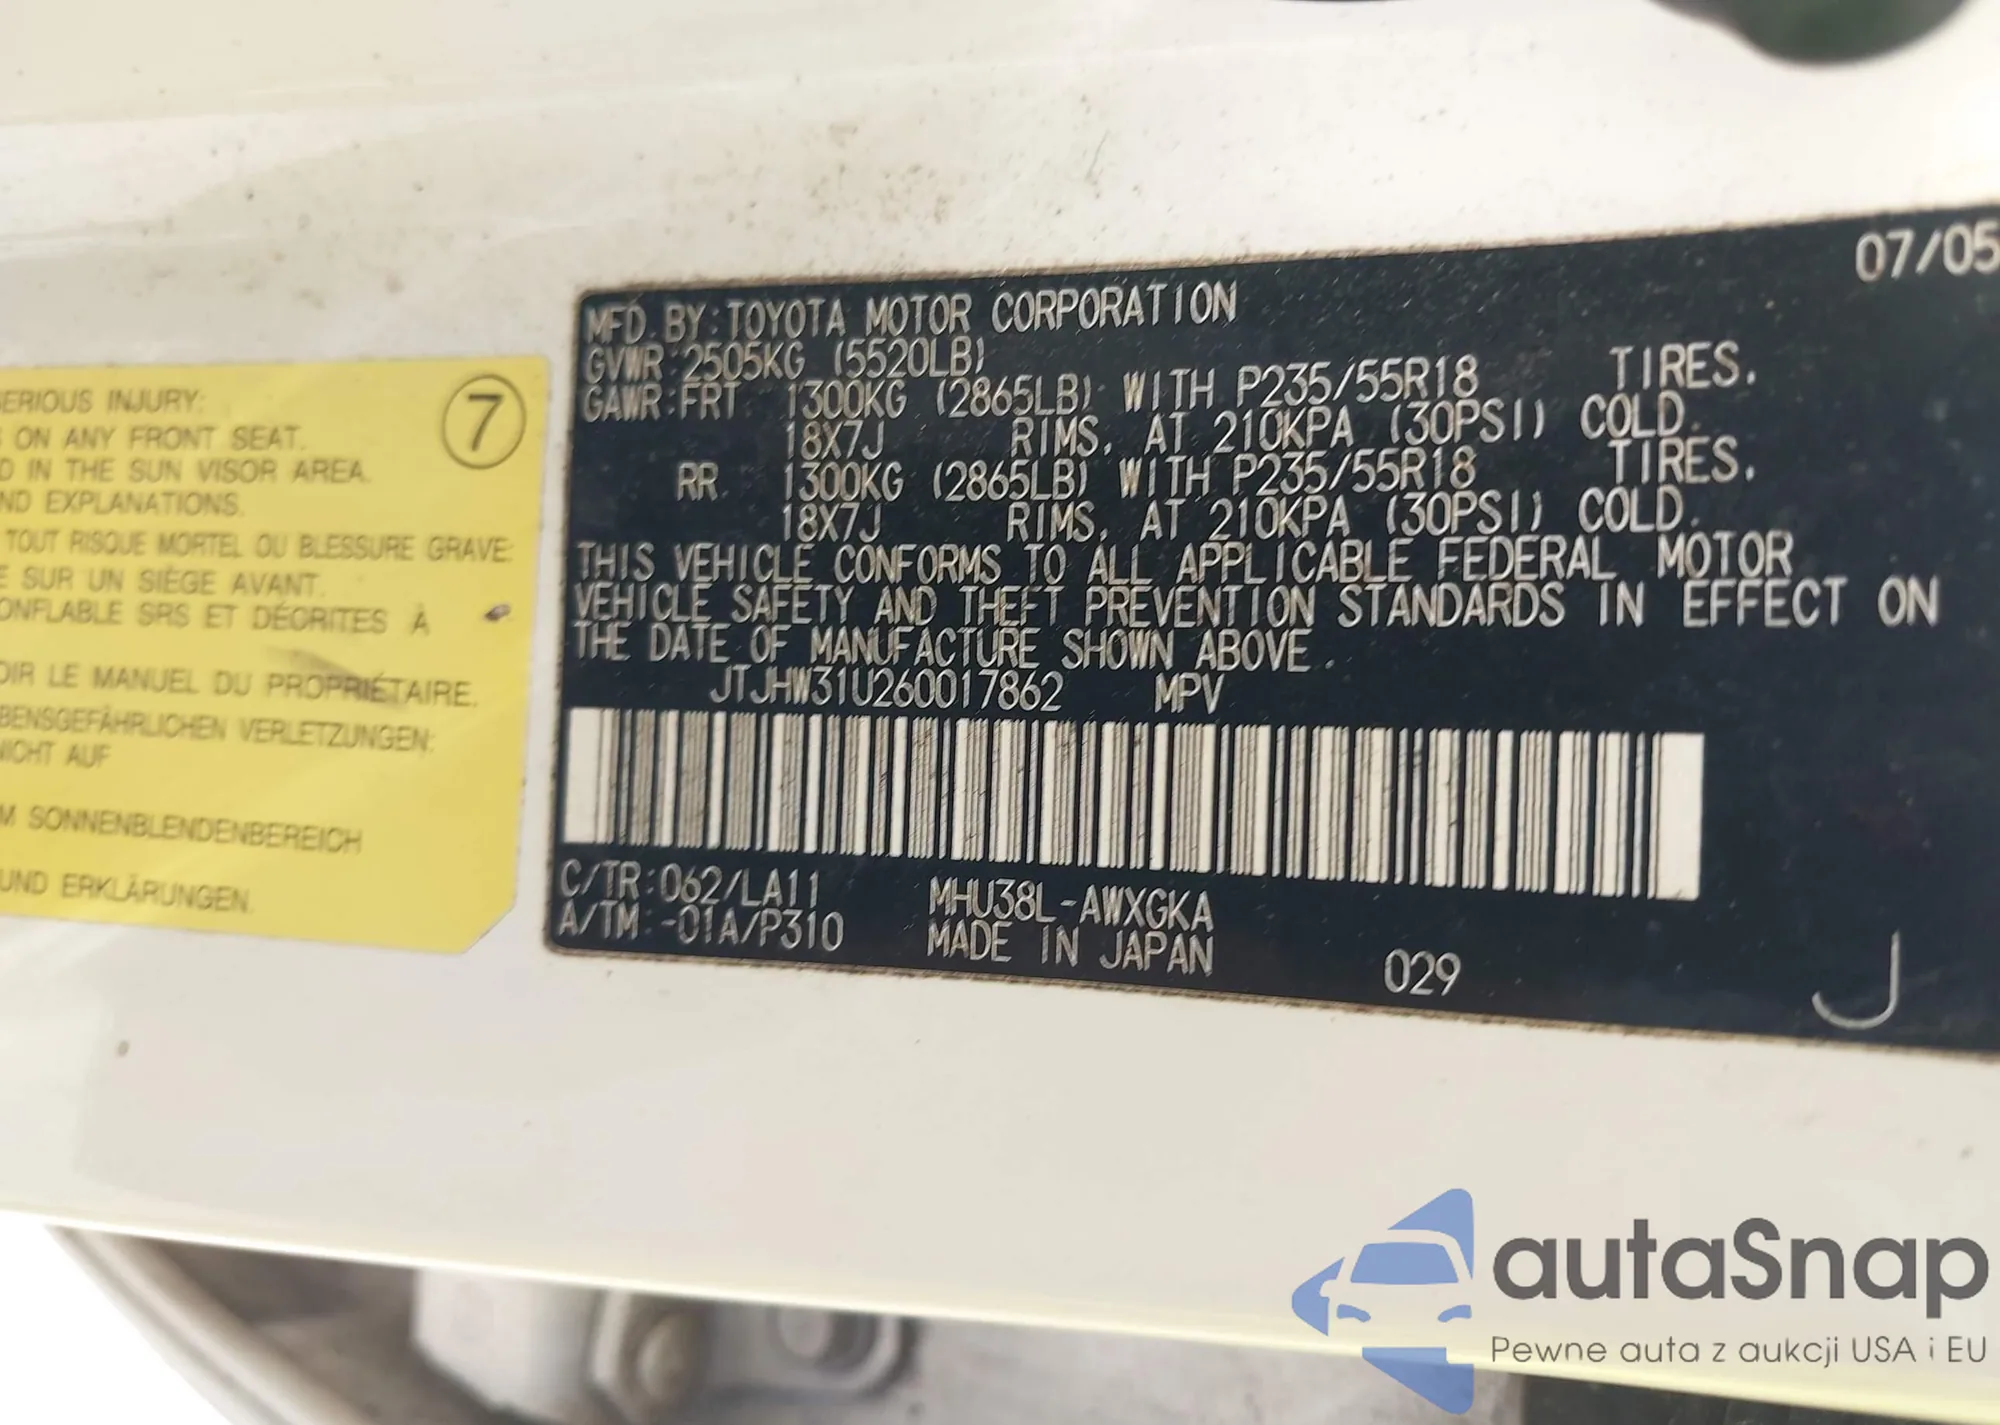 SERIOUS INJURY:
ON ANY FRONT SEAT.
IN THE SUN VISOR AREA.
AND EXPLANATIONS.
TOUT RISQUE MORTEL OU BLESSURE GRAVE:
SUR UN SIÈGE AVANT.
ONFLABLE SRS ET DÉCRITES À
OIR LE MANUEL DU PROPRIÉTAIRE.
BENSGEFÄHRLICHEN VERLETZUNGEN:
NICHT AUF
M SONNENBLENDENBEREICH
UND ERKLÄRUNGEN.
7
07/05
MFD. BY: TOYOTA MOTOR CORPORATION
GVWR: 2505KG (5520LB)
GAWR: FRT 1300KG (2865LB) WITH P235/55R18 TIRES.
18X7J RIMS, AT 210KPA (30PSI) COLD.
RR 1300KG (2865LB) WITH P235/55R18 TIRES.
18X7J RIMS, AT 210KPA (30PSI) COLD.
THIS VEHICLE CONFORMS TO ALL APPLICABLE FEDERAL MOTOR
VEHICLE SAFETY AND THEFT PREVENTION STANDARDS IN EFFECT ON
THE DATE OF MANUFACTURE SHOWN ABOVE.
JTJHW31U260017862 MPV
C/TR: 062/LA11 MHU38L-AWXGKA
A/TM: -01A/P310 MADE IN JAPAN
029
J
autaSnap
Pewne auta z aukcji USA i EU